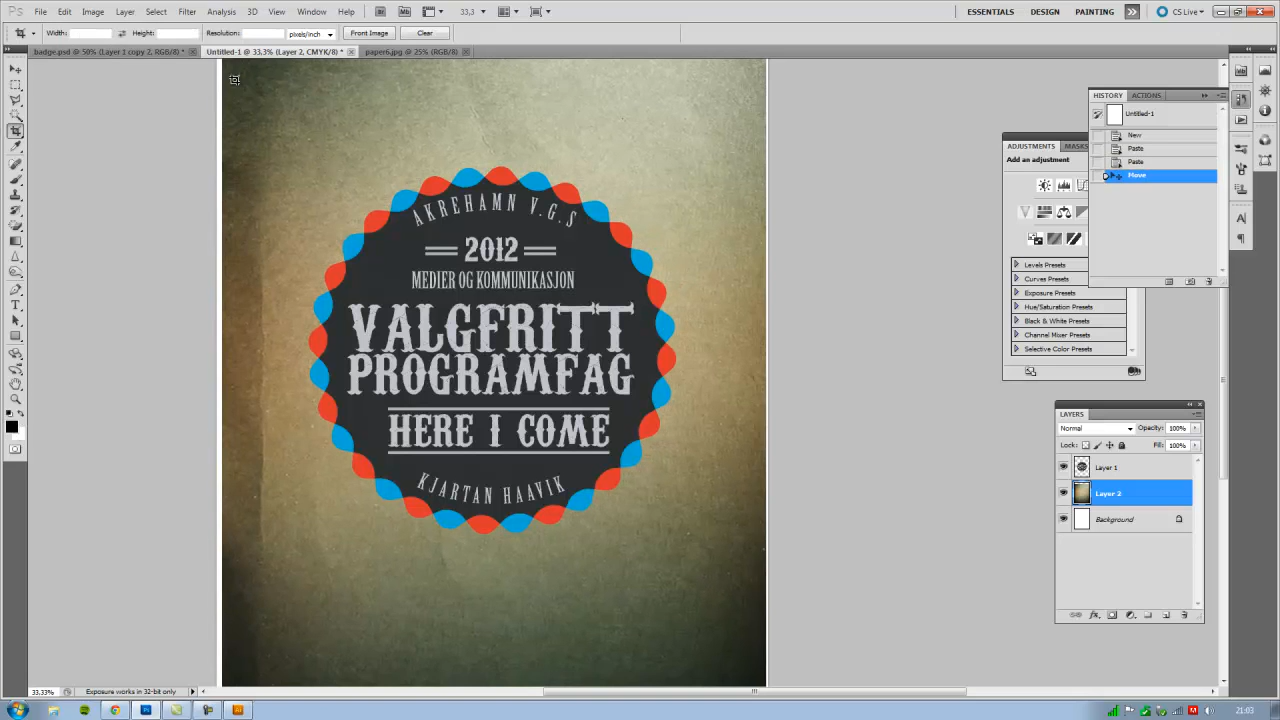 Ps File Edit Image Layer Select Filter Analysis 3D View Window Help Br Mb 33,3 ESSENTIALS DESIGN PAINTING CS Live
Width: Height: Resolution: pixels/inch Front Image Clear
badge.psd @ 50% (Layer 1 copy 2, RGB/8) * Untitled-1 @ 33,3% (Layer 2, CMYK/8) * paper6.jpg @ 25% (RGB/8)
HISTORY ACTIONS
Untitled-1
New
Paste
Paste
Move
ADJUSTMENTS MASKS
Add an adjustment
Levels Presets
Curves Presets
Exposure Presets
Hue/Saturation Presets
Black & White Presets
Channel Mixer Presets
Selective Color Presets
AKREHAMN V.G.S
2012
MEDIER OG KOMMUNIKASJON
VALGFRITT
PROGRAMFAG
HERE I COME
KJARTAN HAAVIK
LAYERS
Normal Opacity: 100%
Lock: Fill: 100%
Layer 1
Layer 2
Background
33,33% Exposure works in 32-bit only
21:03